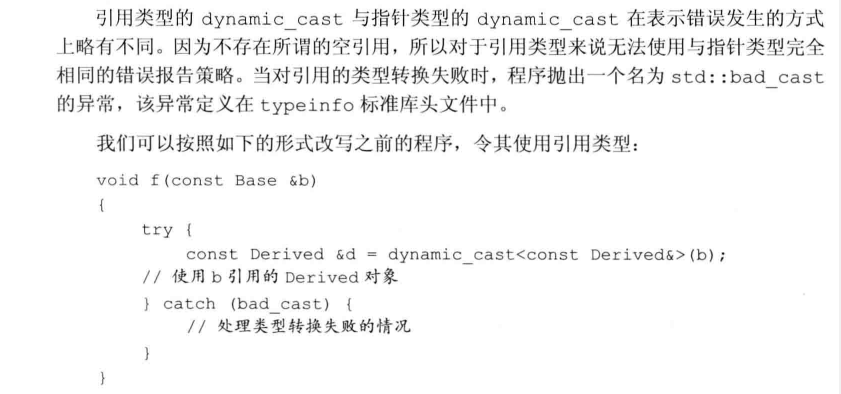 引用类型的 dynamic_cast 与指针类型的 dynamic_cast 在表示错误发生的方式
上略有不同。因为不存在所谓的空引用，所以对于引用类型来说无法使用与指针类型完全
相同的错误报告策略。当对引用的类型转换失败时，程序抛出一个名为 std::bad_cast
的异常，该异常定义在 typeinfo 标准库头文件中。
我们可以按照如下的形式改写之前的程序，令其使用引用类型：
void f(const Base &b)
{
try {
const Derived &d = dynamic_cast<const Derived&>(b);
// 使用 b 引用的 Derived 对象
} catch (bad_cast) {
// 处理类型转换失败的情况
}
}